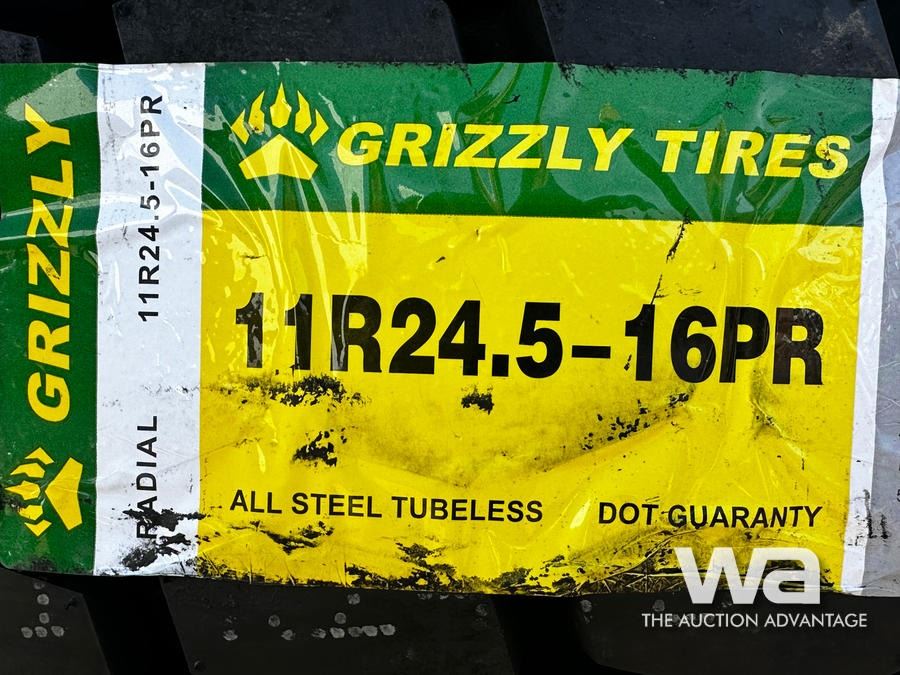 GRIZZLY
RADIAL 11R24.5-16PR
GRIZZLY TIRES
11R24.5-16PR
ALL STEEL TUBELESS DOT GUARANTY
wa
THE AUCTION ADVANTAGE